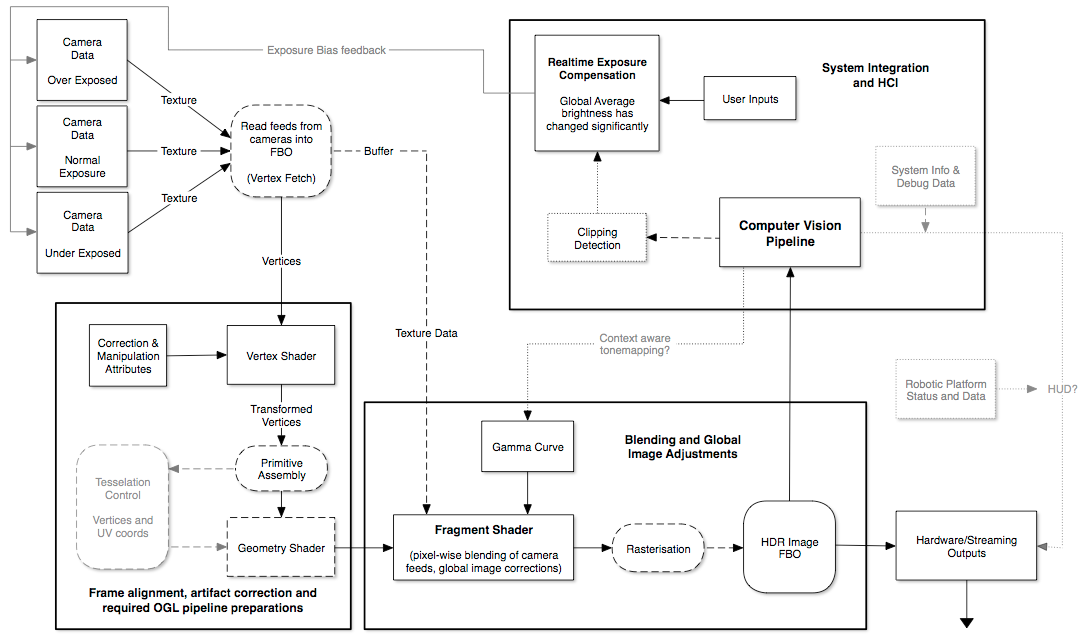 Camera
Data
Over Exposed
Camera
Data
Normal
Exposure
Camera
Data
Under Exposed
Texture
Texture
Texture
Exposure Bias feedback
Read feeds from
cameras into
FBO
(Vertex Fetch)
Buffer
Vertices
Texture Data
Realtime Exposure
Compensation
Global Average
brightness has
changed significantly
User Inputs
System Integration
and HCI
System Info &
Debug Data
Clipping
Detection
Computer Vision
Pipeline
Context aware
tonemapping?
Robotic Platform
Status and Data
HUD?
Correction &
Manipulation
Attributes
Vertex Shader
Transformed
Vertices
Primitive
Assembly
Tesselation
Control
Vertices and
UV coords
Geometry Shader
Frame alignment, artifact correction and
required OGL pipeline preparations
Gamma Curve
Blending and Global
Image Adjustments
Fragment Shader
(pixel-wise blending of camera
feeds, global image corrections)
Rasterisation
HDR Image
FBO
Hardware/Streaming
Outputs